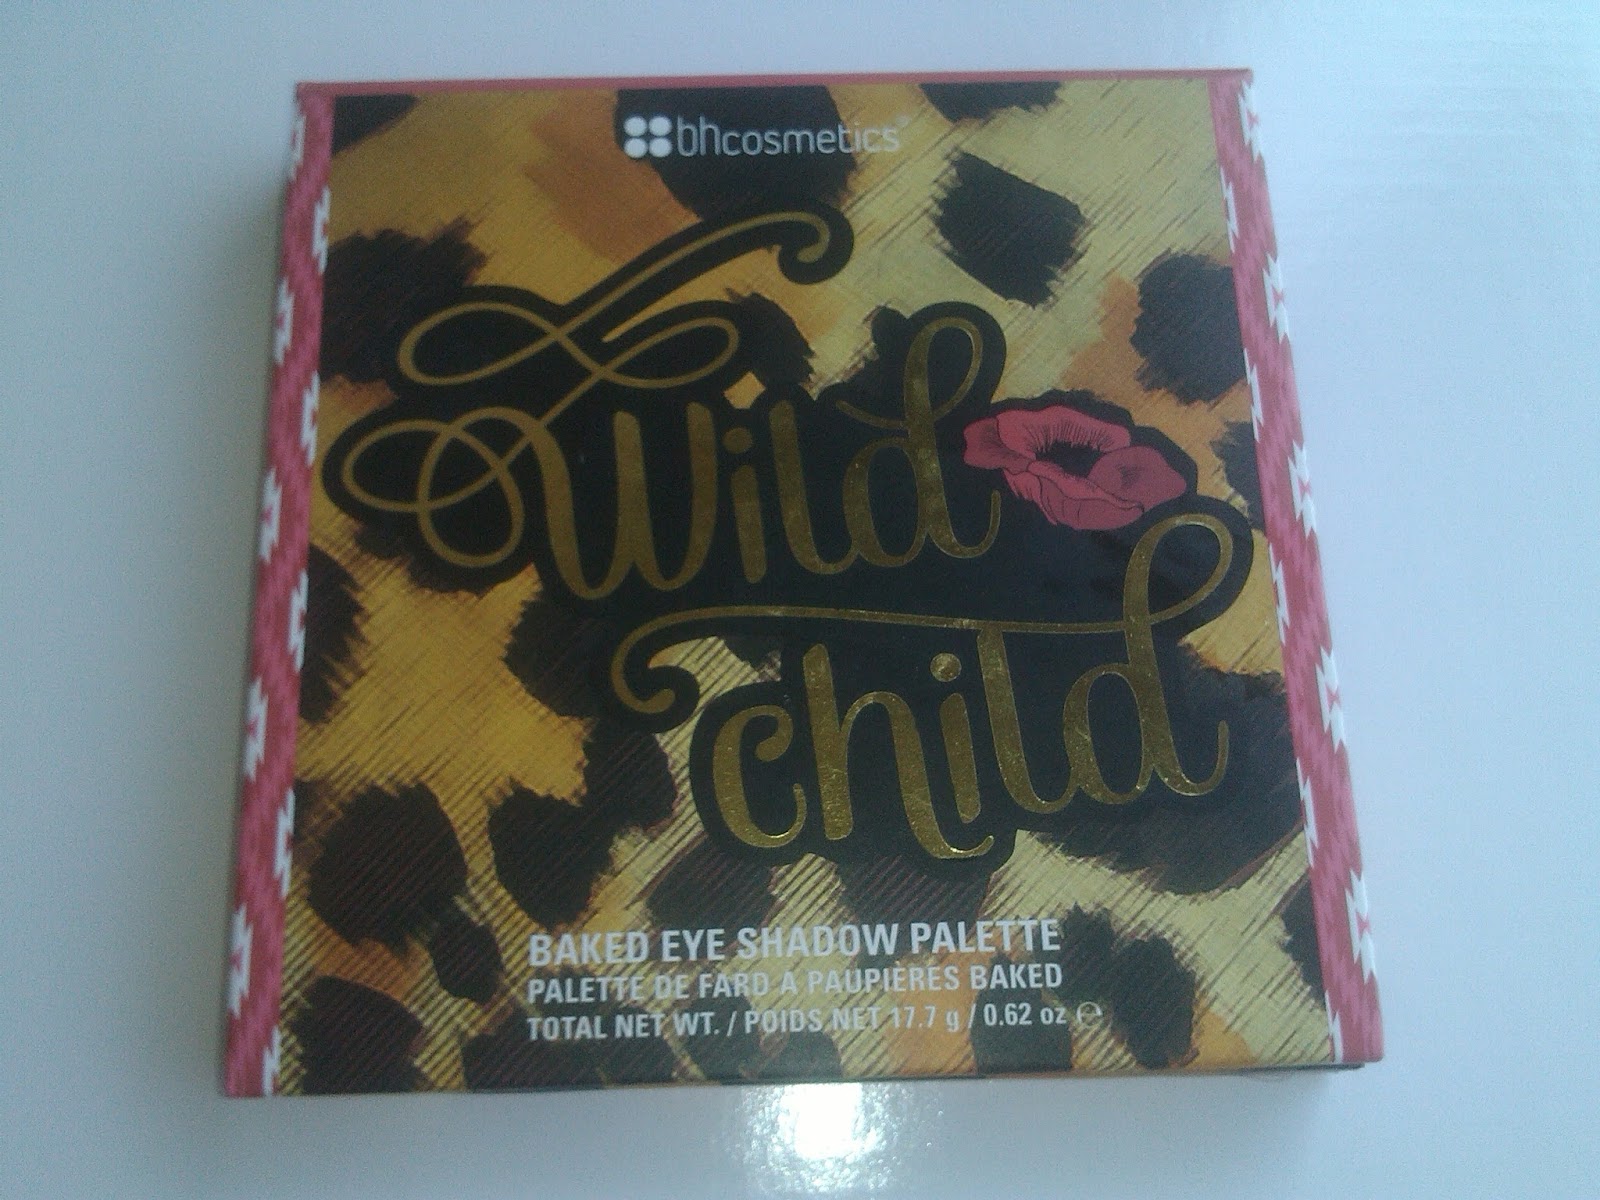 bhcosmetics®
Wild
child
BAKED EYE SHADOW PALETTE
PALETTE DE FARD À PAUPIÈRES BAKED
TOTAL NET WT. / POIDS NET 17.7 g / 0.62 oz ℮